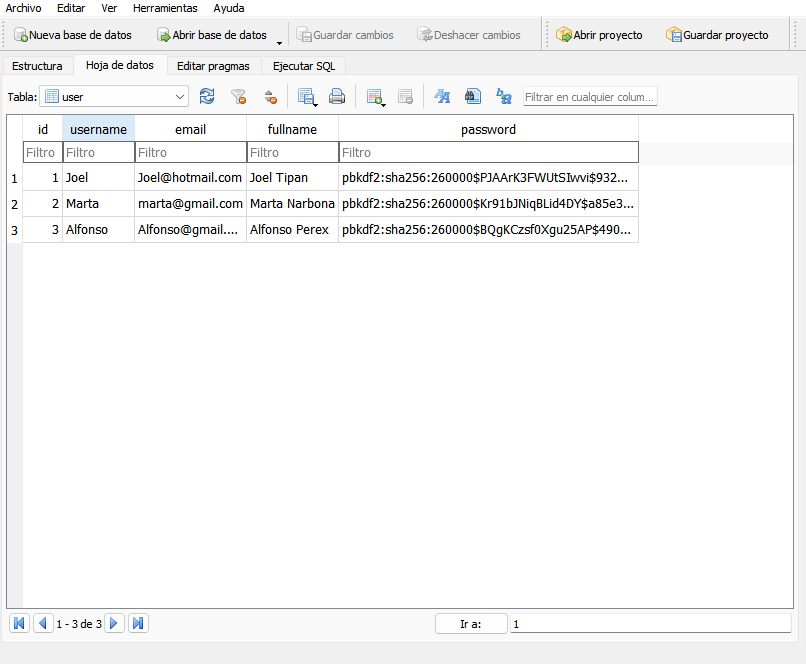 Archivo Editar Ver Herramientas Ayuda
Nueva base de datos Abrir base de datos Guardar cambios Deshacer cambios Abrir proyecto Guardar proyecto
Estructura Hoja de datos Editar pragmas Ejecutar SQL
Tabla: user Filtrar en cualquier colum...
id username email fullname password
Filtro Filtro Filtro Filtro Filtro
1 1 Joel Joel@hotmail.com Joel Tipan pbkdf2:sha256:260000$PJAArK3FWUtSIwvi$932...
2 2 Marta marta@gmail.com Marta Narbona pbkdf2:sha256:260000$Kr91bJNiqBLid4DY$a85e3...
3 3 Alfonso Alfonso@gmail.... Alfonso Perex pbkdf2:sha256:260000$BQgKCzsf0Xgu25AP$490...
1 - 3 de 3 Ir a: 1